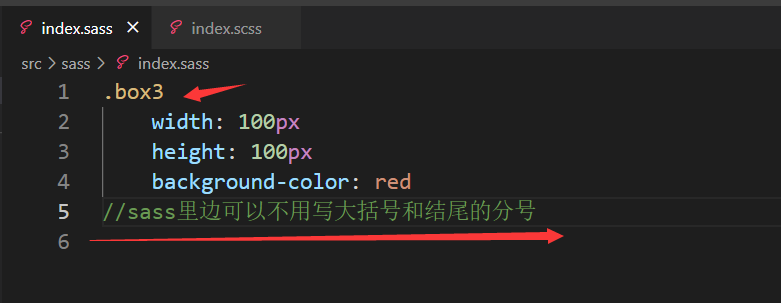 index.sass index.scss
src sass index.sass
1 .box3
2 width: 100px
3 height: 100px
4 background-color: red
5 //sass里边可以不用写大括号和结尾的分号
6